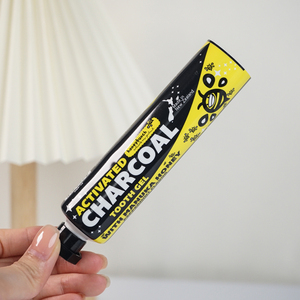 ACTIVATED
CHARCOAL
TOOTH GEL
WITH MANUKA HONEY